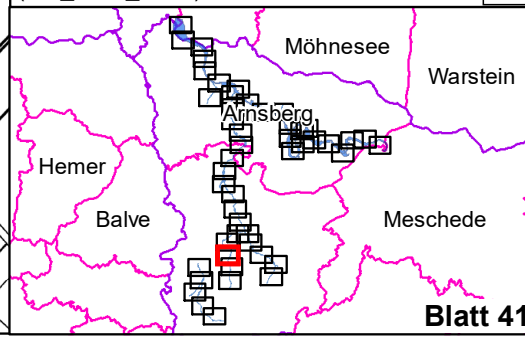 Möhnesee
Warstein
Arnsberg
Hemer
Balve
Meschede
Blatt 41